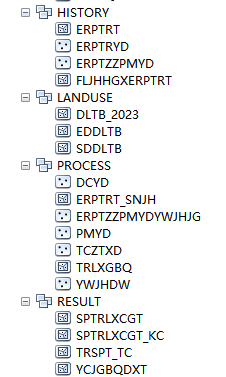 HISTORY
ERPTRT
ERPTRYD
ERPTZZPMYD
FLJHHGXERPTRT
LANDUSE
DLTB_2023
EDDLTB
SDDLTB
PROCESS
DCYD
ERPTRT_SNJH
ERPTZZPMYDYWJHJG
PMYD
TCZTXD
TRLXGBQ
YWJHDW
RESULT
SPTRLXCGT
SPTRLXCGT_KC
TRSPT_TC
YCJGBQDXT